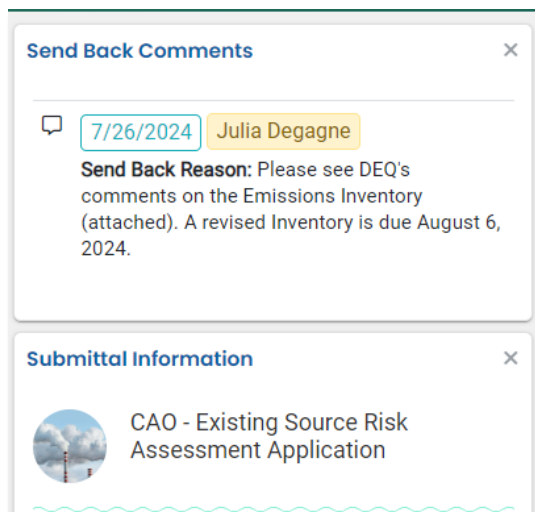 Send Back Comments
7/26/2024 Julia Degagne
Send Back Reason: Please see DEQ's
comments on the Emissions Inventory
(attached). A revised Inventory is due August 6,
2024.
Submittal Information
CAO - Existing Source Risk
Assessment Application